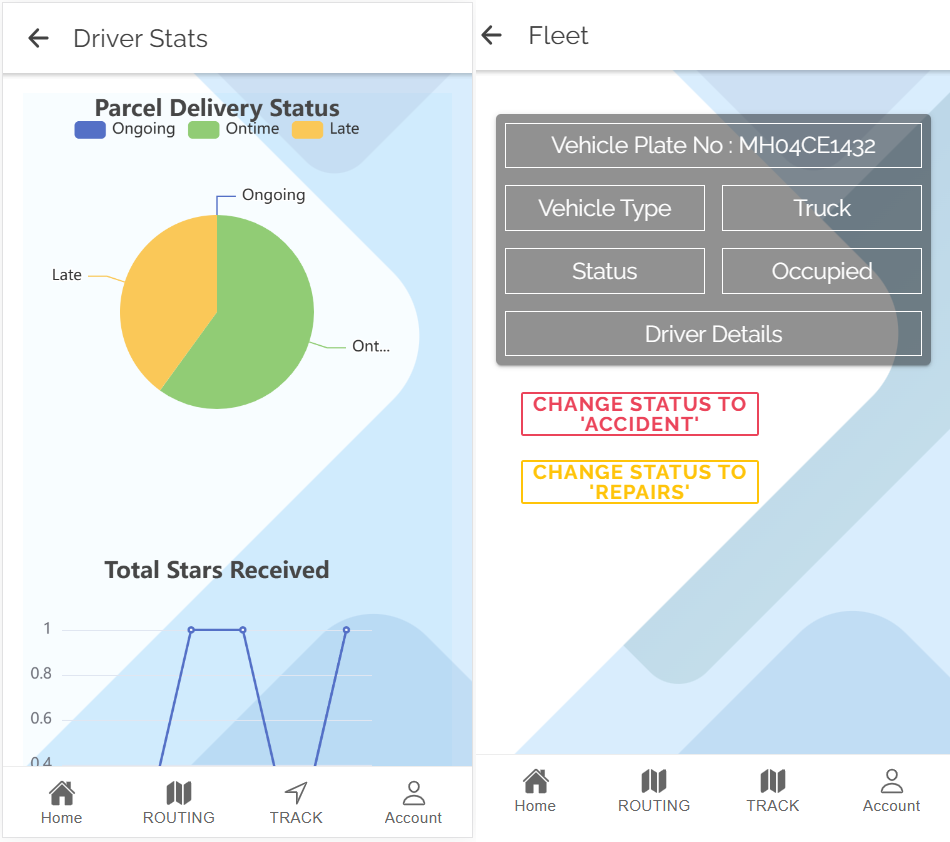 Driver Stats
Parcel Delivery Status
Ongoing Ontime Late
Ongoing
Late
Ont...
Total Stars Received
1
0.8
0.6
0.4
Home ROUTING TRACK Account
Fleet
Vehicle Plate No : MH04CE1432
Vehicle Type Truck
Status Occupied
Driver Details
CHANGE STATUS TO
'ACCIDENT'
CHANGE STATUS TO
'REPAIRS'
Home ROUTING TRACK Account